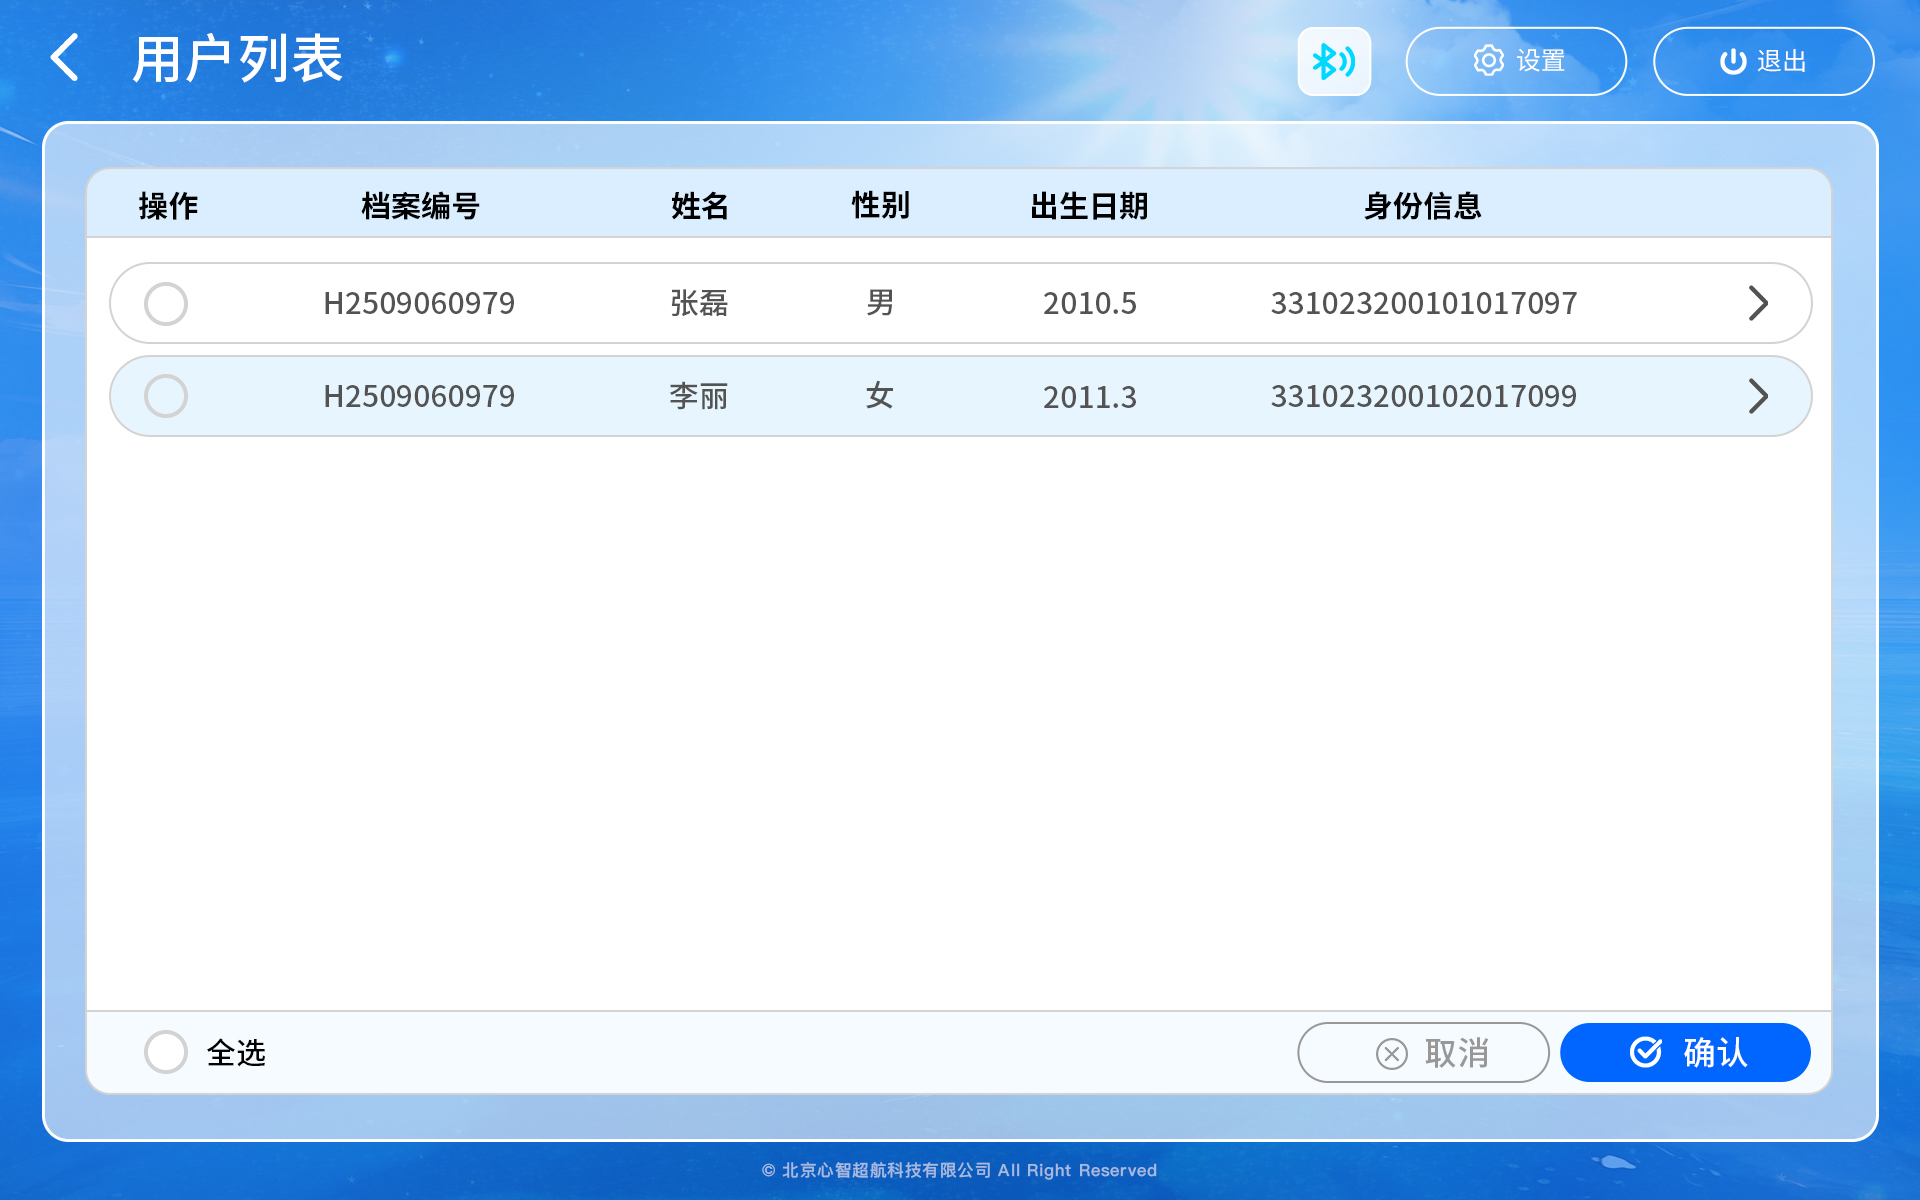 用户列表
设置
退出
操作 档案编号 姓名 性别 出生日期 身份信息
H2509060979 张磊 男 2010.5 331023200101017097
H2509060979 李丽 女 2011.3 331023200102017099
全选 取消 确认
© 北京心智超航科技有限公司 All Right Reserved